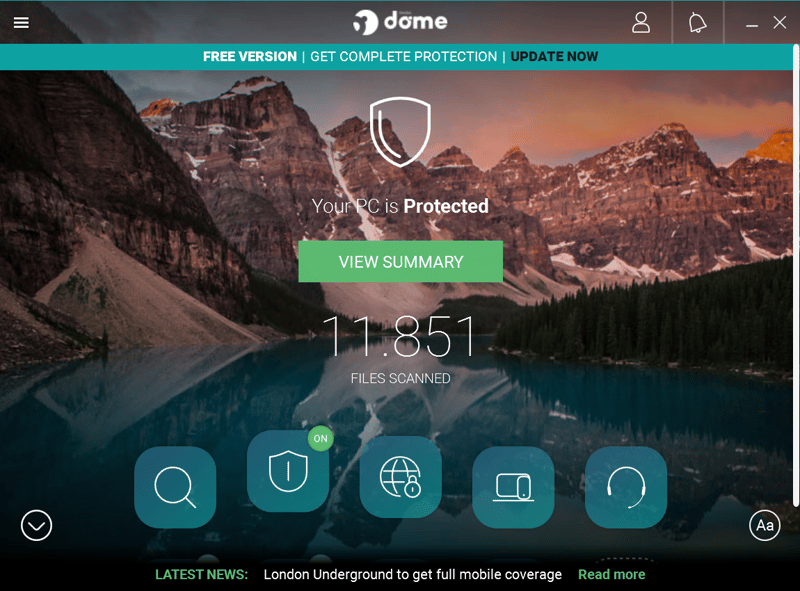 dome
FREE VERSION | GET COMPLETE PROTECTION | UPDATE NOW
Your PC is Protected
VIEW SUMMARY
11.851
FILES SCANNED
ON
Aa
LATEST NEWS: London Underground to get full mobile coverage Read more